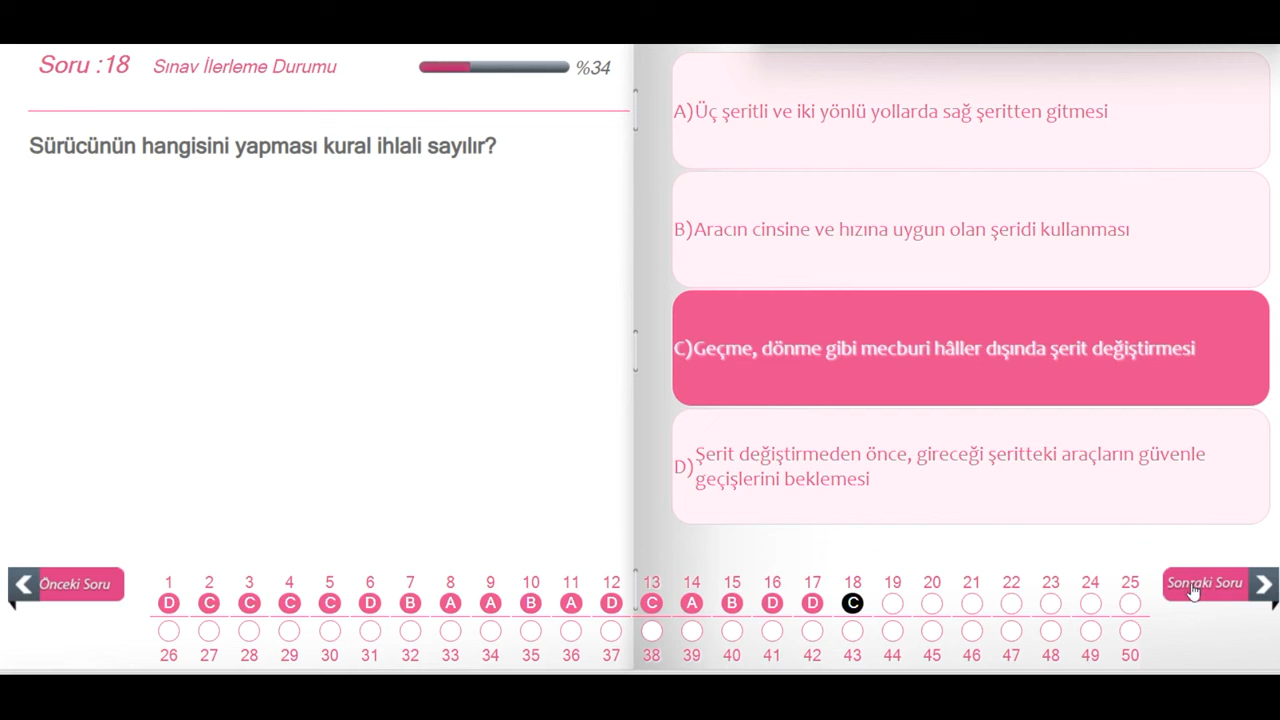 Soru :18 Sınav İlerleme Durumu %34
Sürücünün hangisini yapması kural ihlali sayılır?
A)Üç şeritli ve iki yönlü yollarda sağ şeritten gitmesi
B)Aracın cinsine ve hızına uygun olan şeridi kullanması
C)Geçme, dönme gibi mecburi hâller dışında şerit değiştirmesi
D)Şerit değiştirmeden önce, gireceği şeritteki araçların güvenle
geçişlerini beklemesi
Önceki Soru
1 2 3 4 5 6 7 8 9 10 11 12 13 14 15 16 17 18 19 20 21 22 23 24 25
D C C C C D B A A B A D C A B D D C
26 27 28 29 30 31 32 33 34 35 36 37 38 39 40 41 42 43 44 45 46 47 48 49 50
Sonraki Soru